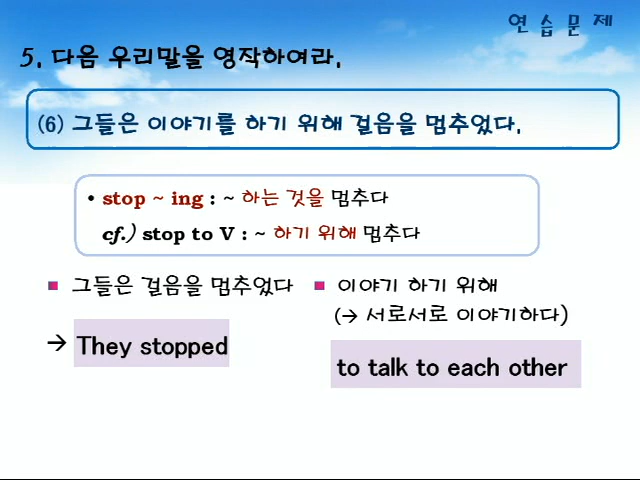 연습문제
5. 다음 우리말을 영작하여라.
(6) 그들은 이야기를 하기 위해 걸음을 멈추었다.
• stop ~ ing : ~ 하는 것을 멈추다
cf.) stop to V : ~ 하기 위해 멈추다
그들은 걸음을 멈추었다
이야기 하기 위해
(→ 서로서로 이야기하다)
→ They stopped
to talk to each other